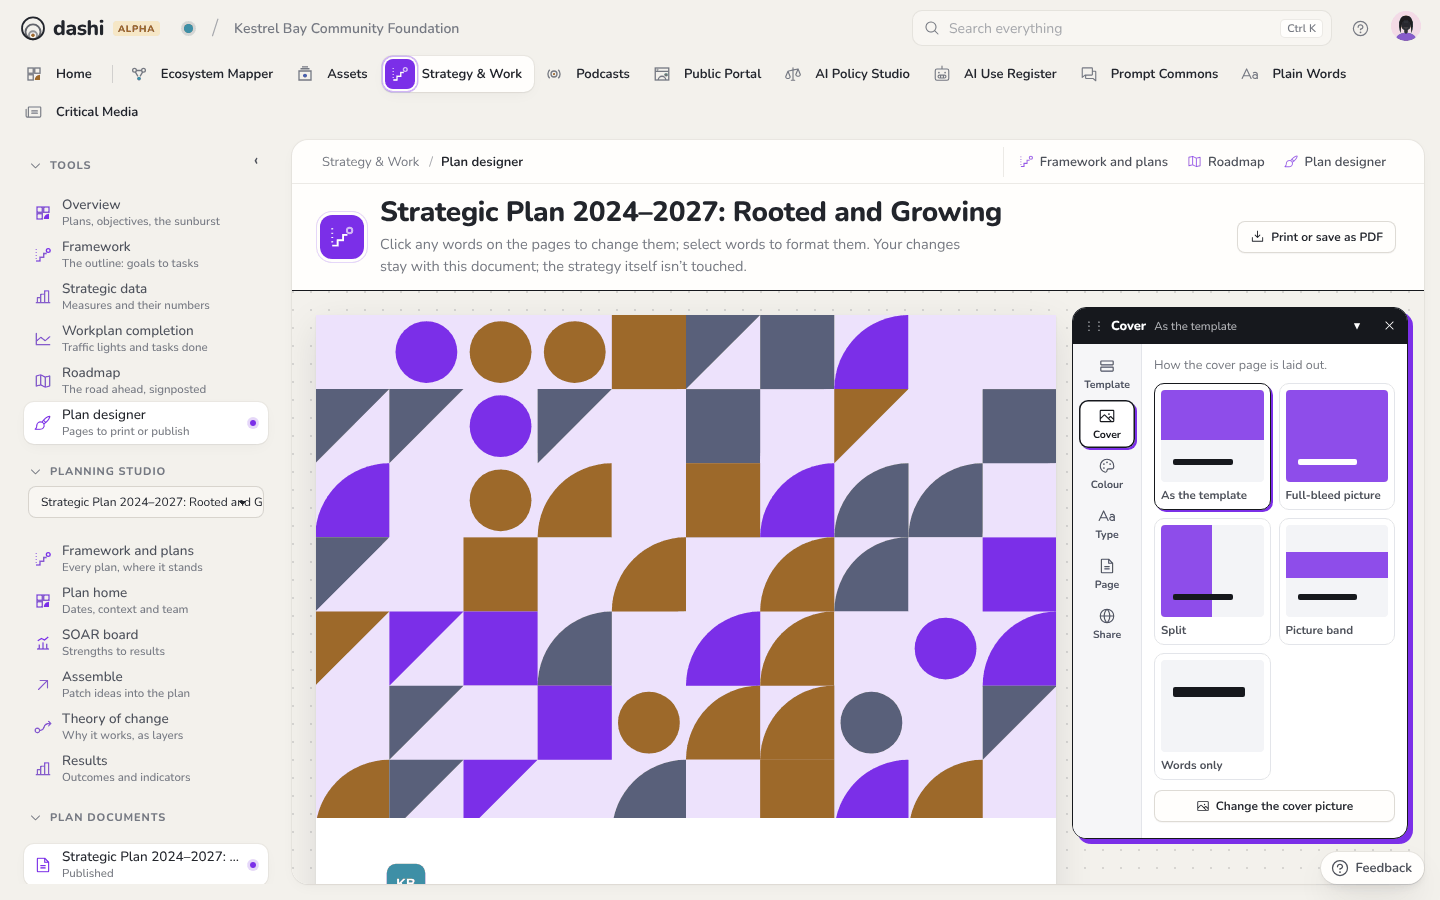 dashi ALPHA / Kestrel Bay Community Foundation
Search everything Ctrl K
Home
Ecosystem Mapper
Assets
Strategy & Work
Podcasts
Public Portal
AI Policy Studio
AI Use Register
Prompt Commons
Aa Plain Words
Critical Media
TOOLS
Overview
Plans, objectives, the sunburst
Framework
The outline: goals to tasks
Strategic data
Measures and their numbers
Workplan completion
Traffic lights and tasks done
Roadmap
The road ahead, signposted
Plan designer
Pages to print or publish
PLANNING STUDIO
Strategic Plan 2024–2027: Rooted and G
Framework and plans
Every plan, where it stands
Plan home
Dates, context and team
SOAR board
Strengths to results
Assemble
Patch ideas into the plan
Theory of change
Why it works, as layers
Results
Outcomes and indicators
PLAN DOCUMENTS
Strategic Plan 2024–2027: ...
Published
Strategy & Work / Plan designer
Framework and plans
Roadmap
Plan designer
Strategic Plan 2024–2027: Rooted and Growing
Click any words on the pages to change them; select words to format them. Your changes
stay with this document; the strategy itself isn't touched.
Print or save as PDF
KB
Cover As the template
Template
Cover
Colour
Aa
Type
Page
Share
How the cover page is laid out.
As the template
Full-bleed picture
Split
Picture band
Words only
Change the cover picture
Feedback